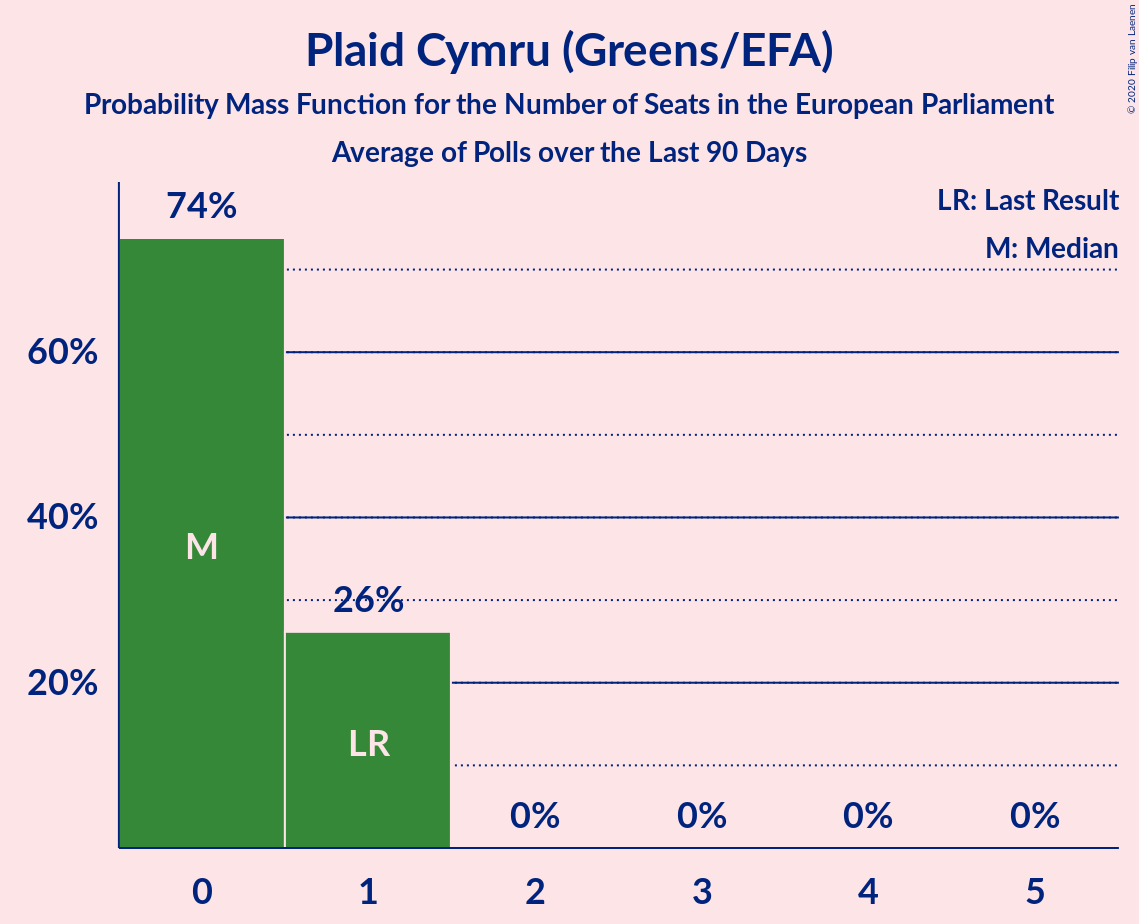 Plaid Cymru (Greens/EFA)
Probability Mass Function for the Number of Seats in the European Parliament
Average of Polls over the Last 90 Days
© 2020 Filip van Laenen
LR: Last Result
M: Median
74%
60%
40%
20%
M
26%
LR
0%
0%
0%
0%
0
1
2
3
4
5